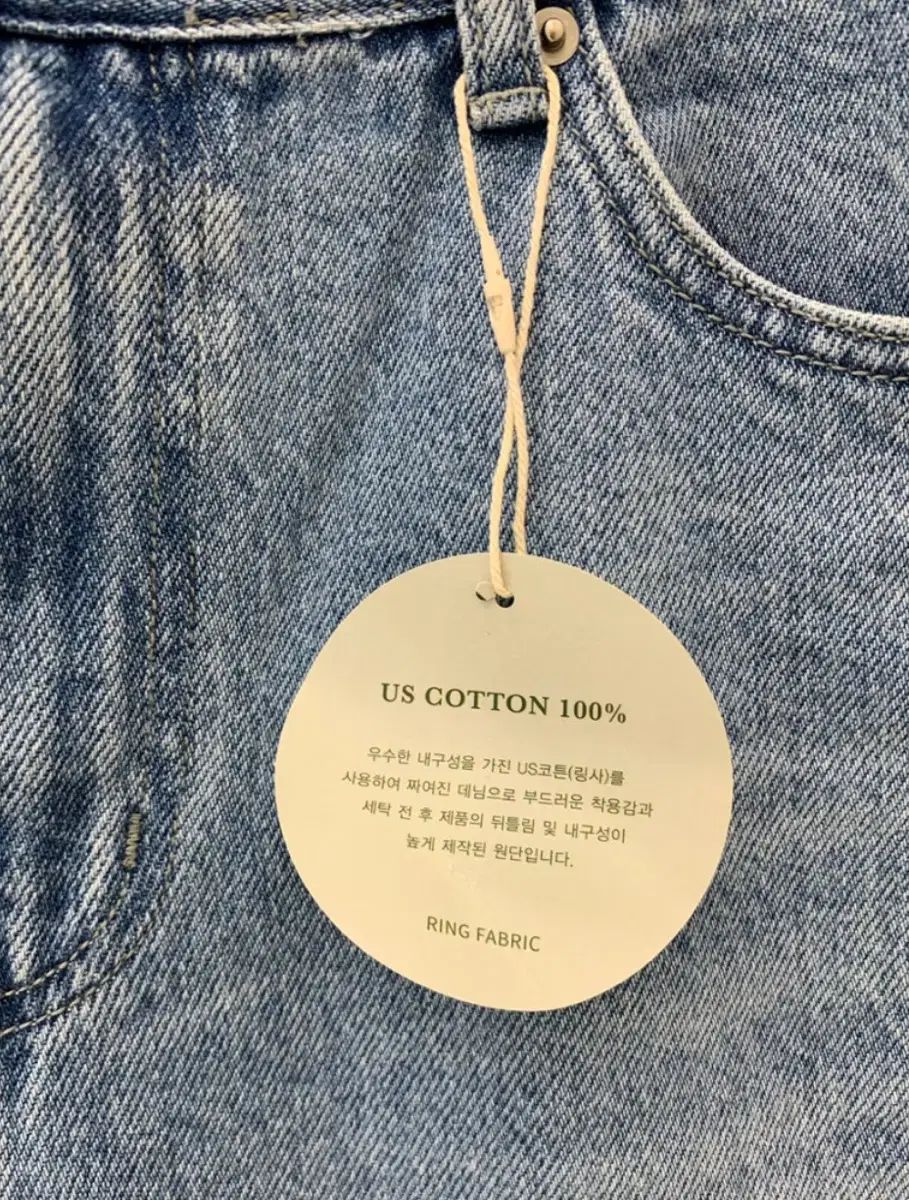 US COTTON 100%
우수한 내구성을 가진 US코튼(링사)를
사용하여 짜여진 데님으로 부드러운 착용감과
세탁 전 후 제품의 뒤틀림 및 내구성이
높게 제작된 원단입니다.
RING FABRIC